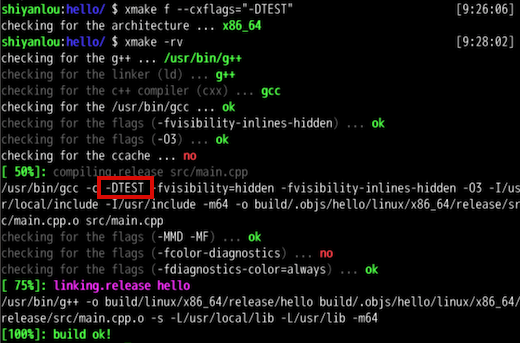 shiyanlou:hello/ $ xmake f --cxflags="-DTEST" [9:26:06]
checking for the architecture ... x86_64
shiyanlou:hello/ $ xmake -rv [9:28:02]
checking for the g++ ... /usr/bin/g++
checking for the linker (ld) ... g++
checking for the c++ compiler (cxx) ... gcc
checking for the /usr/bin/gcc ... ok
checking for the flags (-fvisibility-inlines-hidden) ... ok
checking for the flags (-O3) ... ok
checking for the ccache ... no
[ 50%]: compiling.release src/main.cpp
/usr/bin/gcc -c -DTEST -fvisibility=hidden -fvisibility-inlines-hidden -O3 -I/us
r/local/include -I/usr/include -m64 -o build/.objs/hello/linux/x86_64/release/sr
c/main.cpp.o src/main.cpp
checking for the flags (-MMD -MF) ... ok
checking for the flags (-fcolor-diagnostics) ... no
checking for the flags (-fdiagnostics-color=always) ... ok
[ 75%]: linking.release hello
/usr/bin/g++ -o build/linux/x86_64/release/hello build/.objs/hello/linux/x86_64/
release/src/main.cpp.o -s -L/usr/local/lib -L/usr/lib -m64
[100%]: build ok!